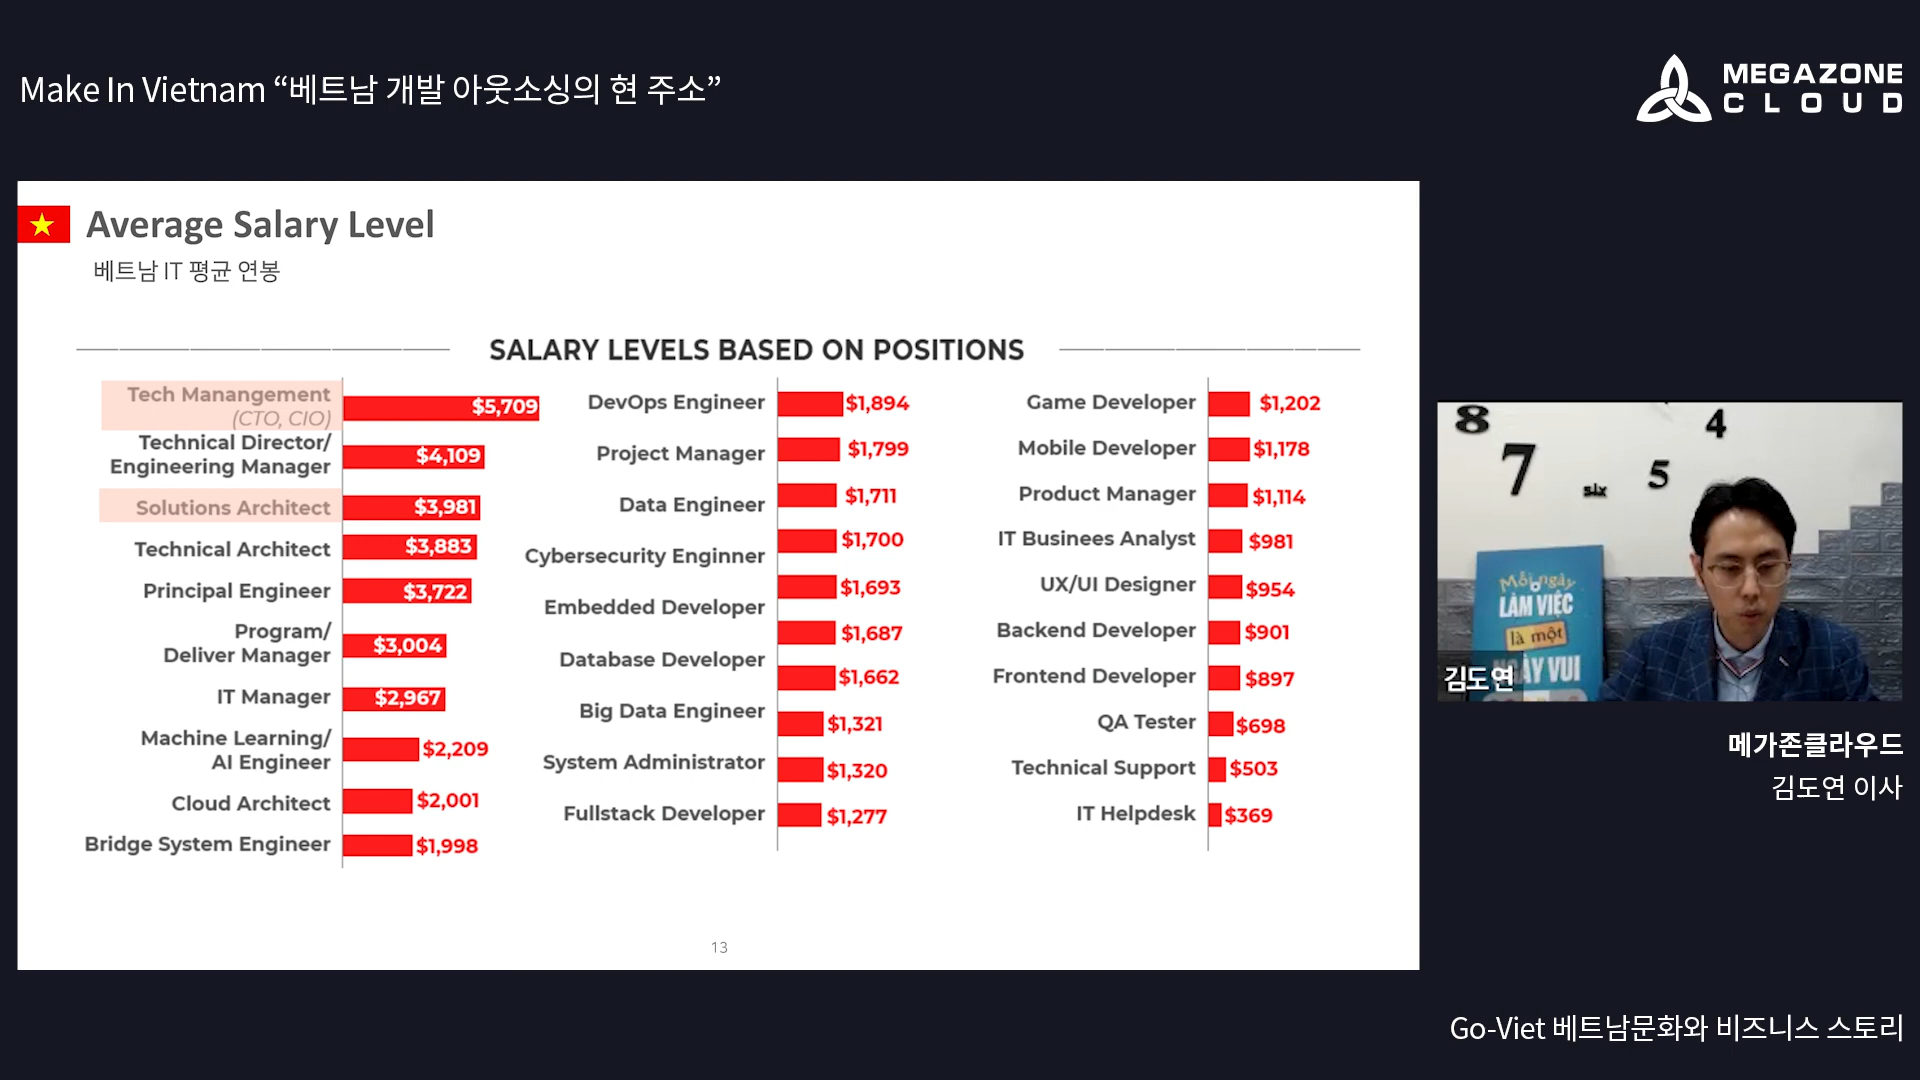 Make In Vietnam “베트남 개발 아웃소싱의 현 주소”
MEGAZONE
CLOUD
Average Salary Level
베트남 IT 평균 연봉
SALARY LEVELS BASED ON POSITIONS
Tech Manangement
(CTO, CIO)
$5,709
Technical Director/
Engineering Manager
$4,109
Solutions Architect
$3,981
Technical Architect
$3,883
Principal Engineer
$3,722
Program/
Deliver Manager
$3,004
IT Manager
$2,967
Machine Learning/
AI Engineer
$2,209
Cloud Architect
$2,001
Bridge System Engineer
$1,998
DevOps Engineer
$1,894
Project Manager
$1,799
Data Engineer
$1,711
Cybersecurity Enginner
$1,700
Embedded Developer
$1,693
Database Developer
$1,687
Big Data Engineer
$1,662
System Administrator
$1,321
Fullstack Developer
$1,320
$1,277
Game Developer
$1,202
Mobile Developer
$1,178
Product Manager
$1,114
IT Businees Analyst
$981
UX/UI Designer
$954
Backend Developer
$901
Frontend Developer
$897
QA Tester
$698
Technical Support
$503
IT Helpdesk
$369
13
8
4
7
5
six
Mỗi ngày
LÀM VIỆC
là một
NGÀY VUI
김도연
메가존클라우드
김도연 이사
Go-Viet 베트남문화와 비즈니스 스토리